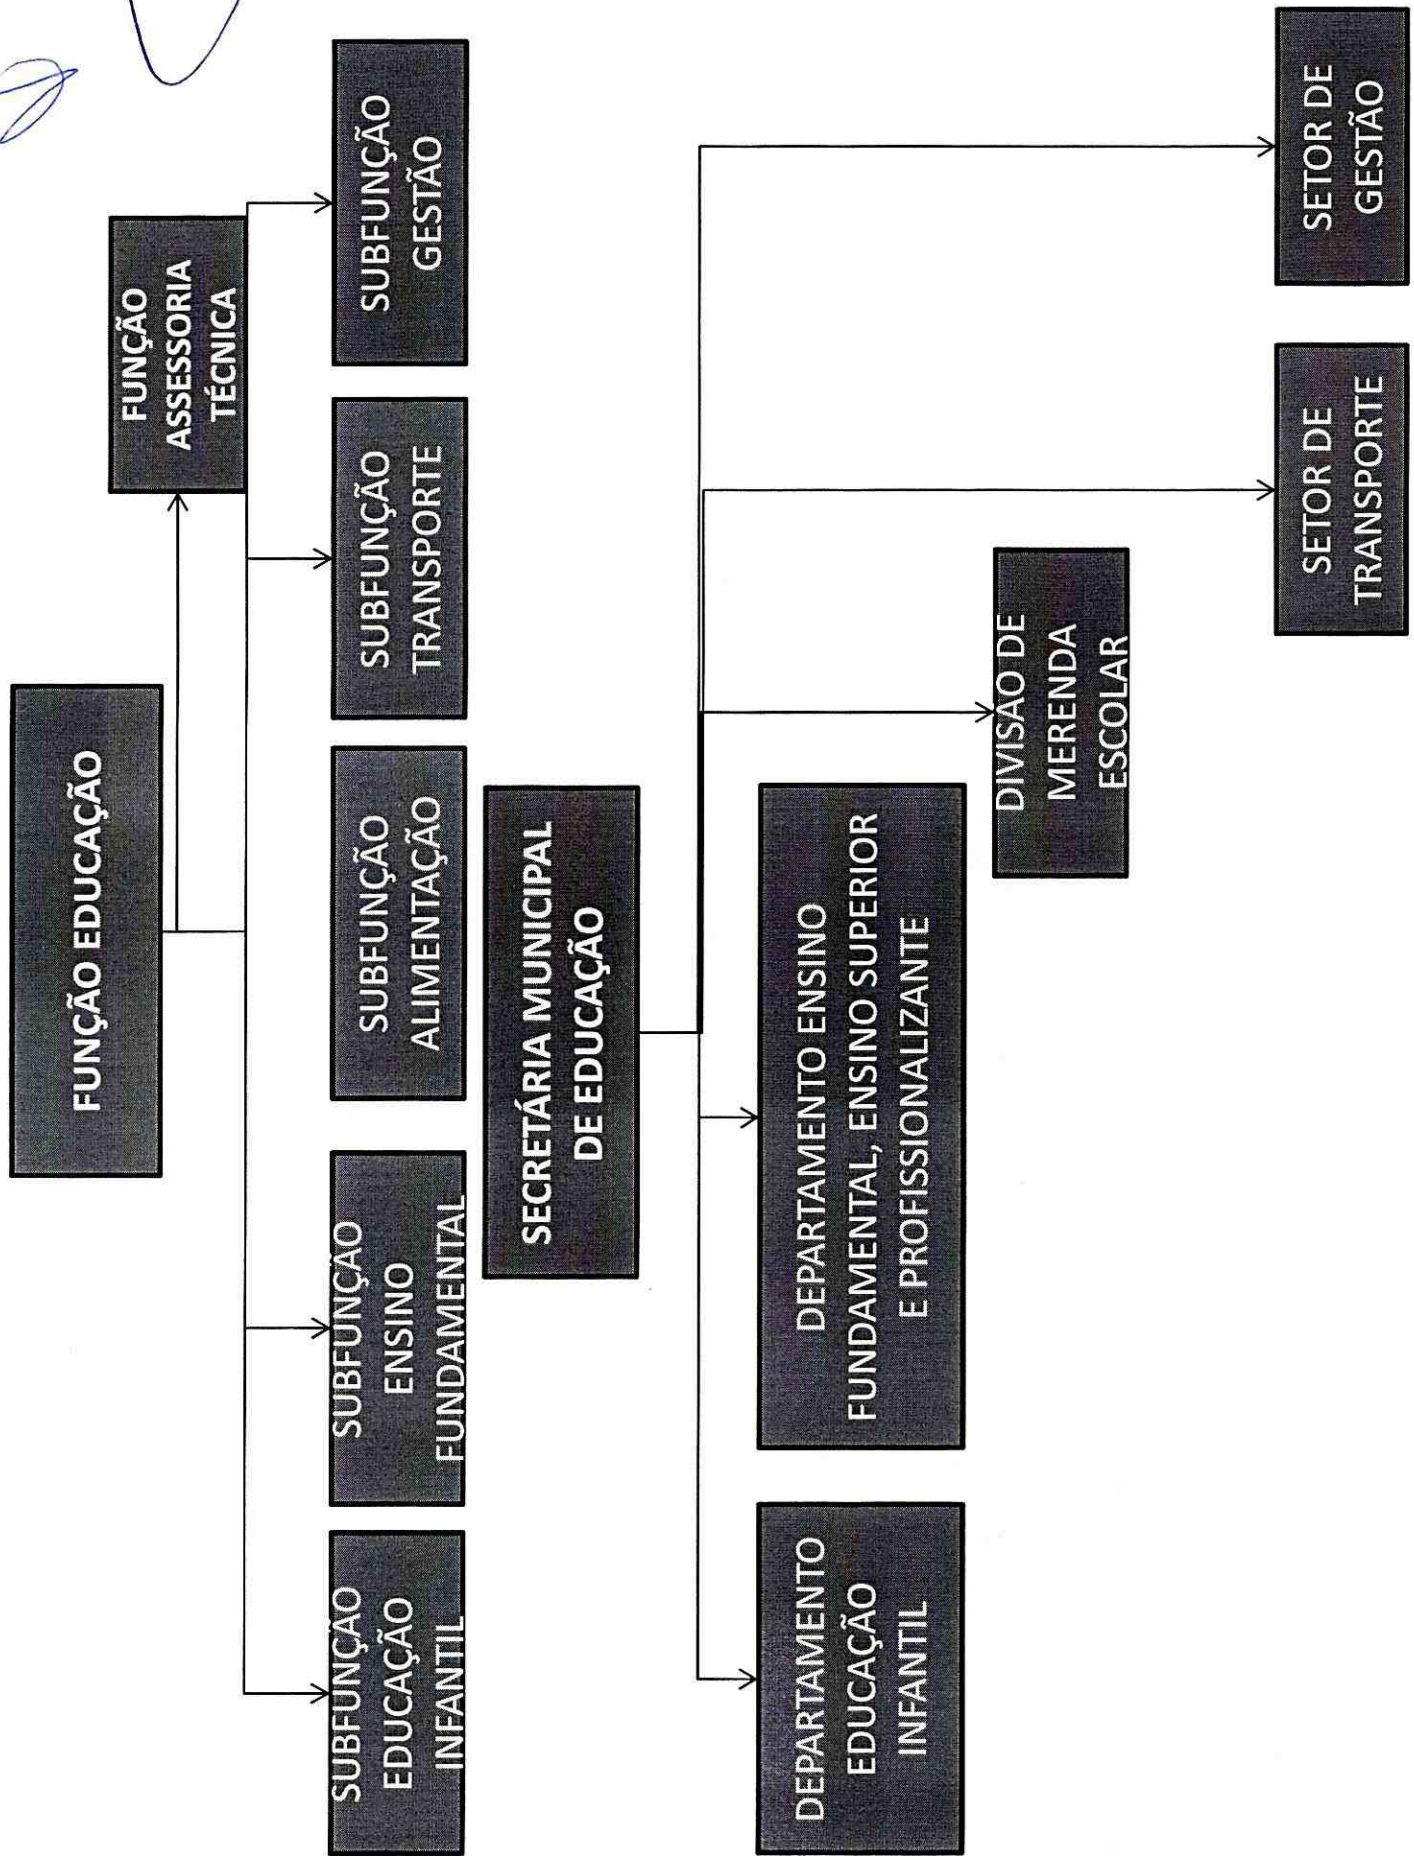 FUNÇÃO EDUCAÇÃO
FUNÇÃO
ASSESSORIA
TÉCNICA
SUBFUNÇÃO
EDUCAÇÃO
INFANTIL
SUBFUNÇÃO
ENSINO
FUNDAMENTAL
SUBFUNÇÃO
ALIMENTAÇÃO
SUBFUNÇÃO
TRANSPORTE
SUBFUNÇÃO
GESTÃO
SECRETÁRIA MUNICIPAL
DE EDUCAÇÃO
DEPARTAMENTO
EDUCAÇÃO
INFANTIL
DEPARTAMENTO ENSINO
FUNDAMENTAL, ENSINO SUPERIOR
E PROFISSIONALIZANTE
DIVISÃO DE
MERENDA
ESCOLAR
SETOR DE
TRANSPORTE
SETOR DE
GESTÃO